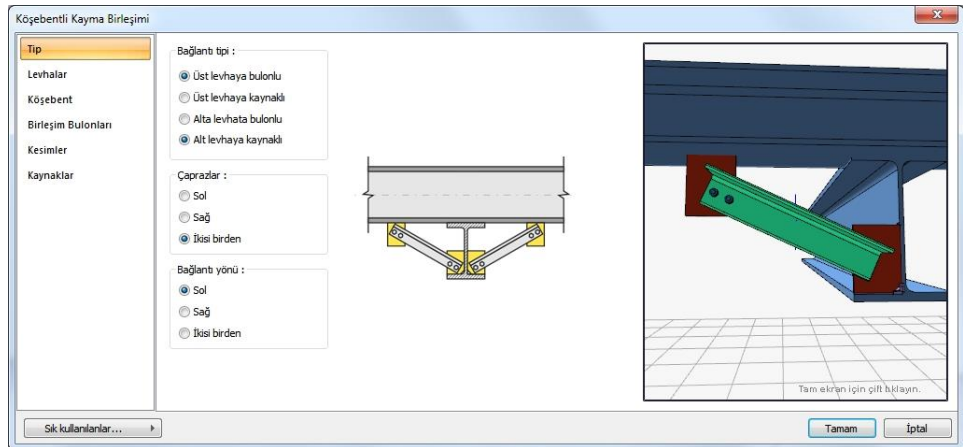 Köşebentli Kayma Birleşimi
Tip
Levhalar
Köşebent
Birleşim Bulonları
Kesimler
Kaynaklar
Bağlantı tipi :
Üst levhaya bulonlu
Üst levhaya kaynaklı
Alta levhata bulonlu
Alt levhaya kaynaklı
Çaprazlar :
Sol
Sağ
İkisi birden
Bağlantı yönü :
Sol
Sağ
İkisi birden
Tam ekran için çift tıklayın.
Sık kullanılanlar...
Tamam
İptal